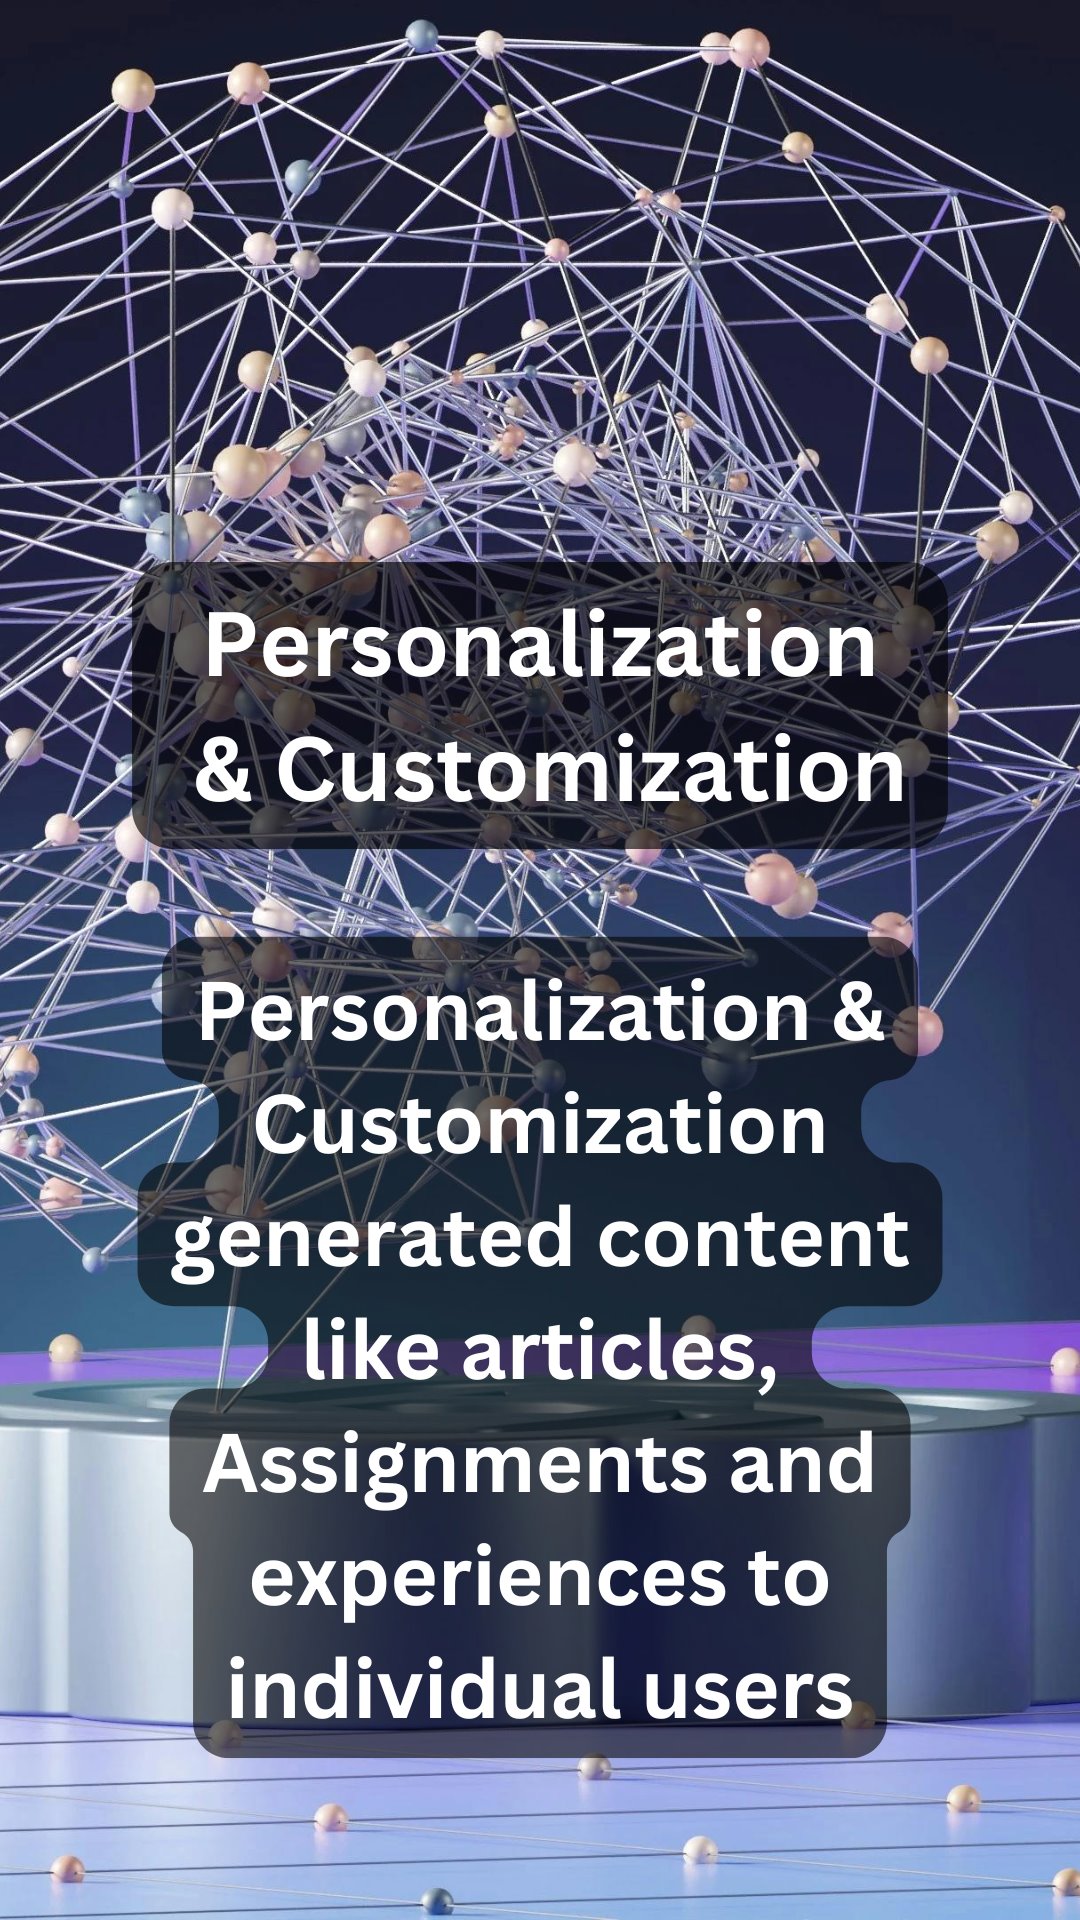 Personalization
& Customization
Personalization &
Customization
generated content
like articles,
Assignments and
experiences to
individual users